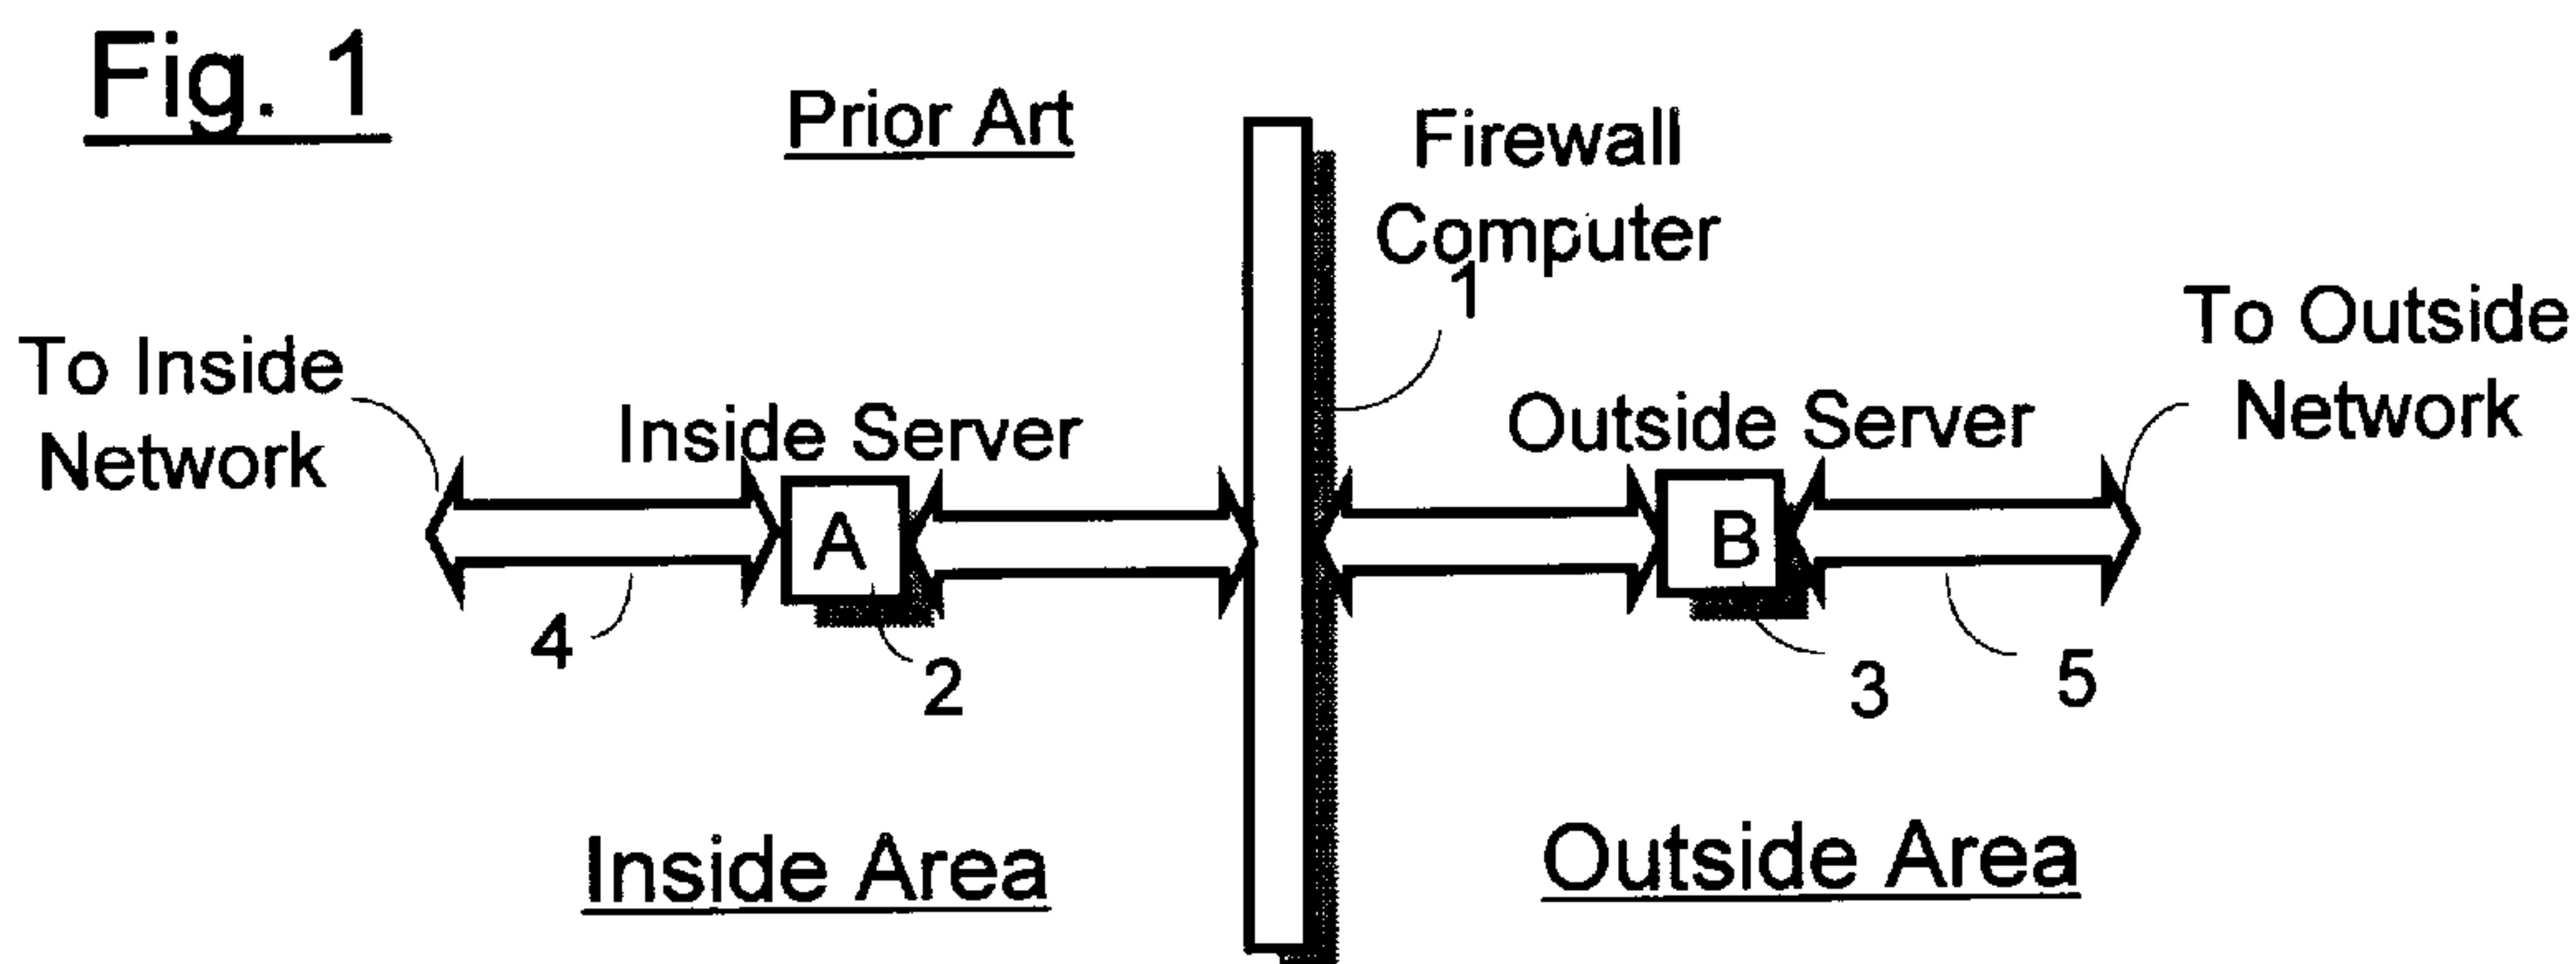 Fig. 1
Prior Art
Firewall
Computer
1
To Inside
Network
Inside Server
Outside Server
To Outside
Network
A
B
4
2
3
5
Inside Area
Outside Area